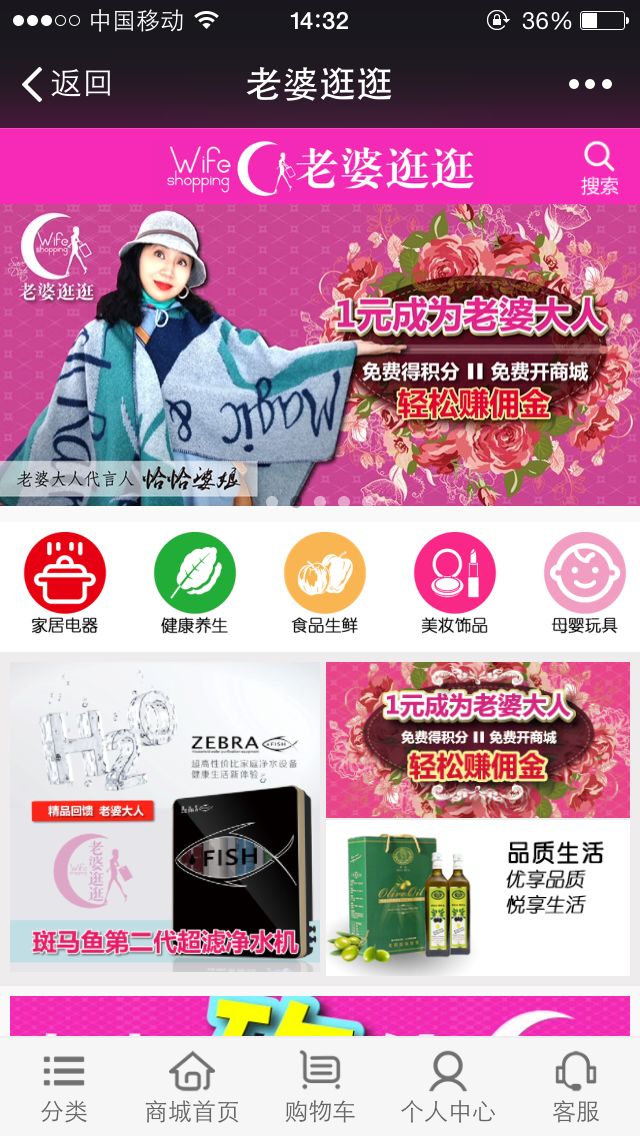 中国移动
14:32
36%
返回
老婆逛逛
Wife
shopping
老婆逛逛
搜索
Wife
shopping
老婆逛逛
1元成为老婆大人
免费得积分 II 免费开商城
轻松赚佣金
Magic &
老婆大人代言人 恰恰婆娘
家居电器
健康养生
食品生鲜
美妆饰品
母婴玩具
H2O
ZEBRA FISH
超高性价比家庭净水设备
健康生活新体验
精品回馈 老婆大人
Wife
shopping
老婆逛逛
FISH
斑马鱼第二代超滤净水机
1元成为老婆大人
免费得积分 II 免费开商城
轻松赚佣金
Olive Oil
品质生活
优享品质
悦享生活
分类
商城首页
购物车
个人中心
客服